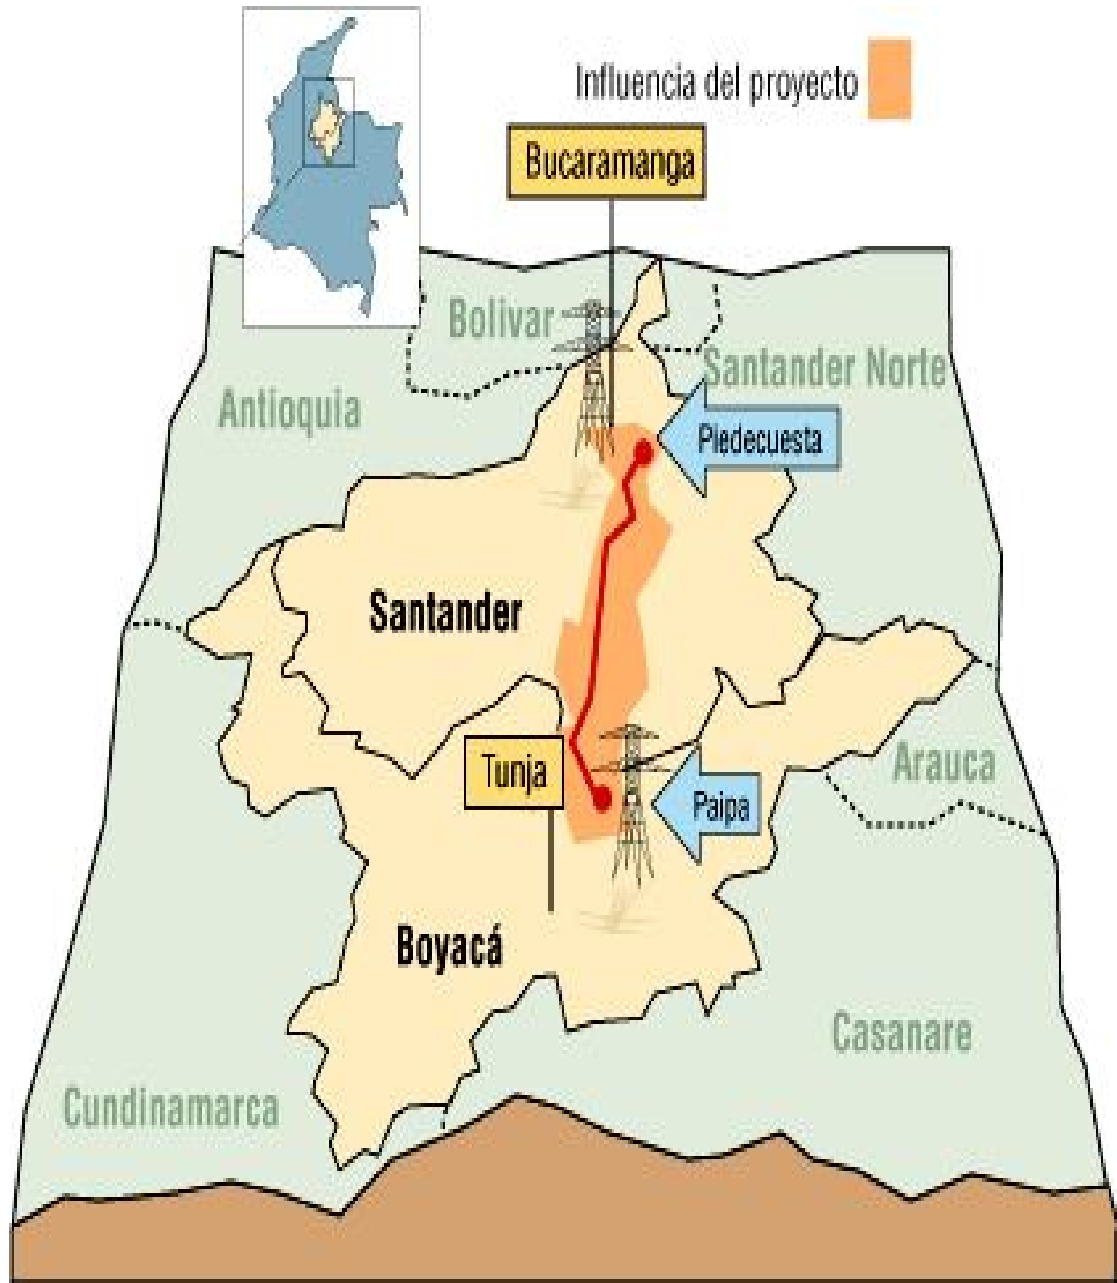 Influencia del proyecto
Bucaramanga
Bolivar
Santander Norte
Antioquia
Piedecuesta
Santander
Tunja
Arauca
Paipa
Boyacá
Casanare
Cundinamarca